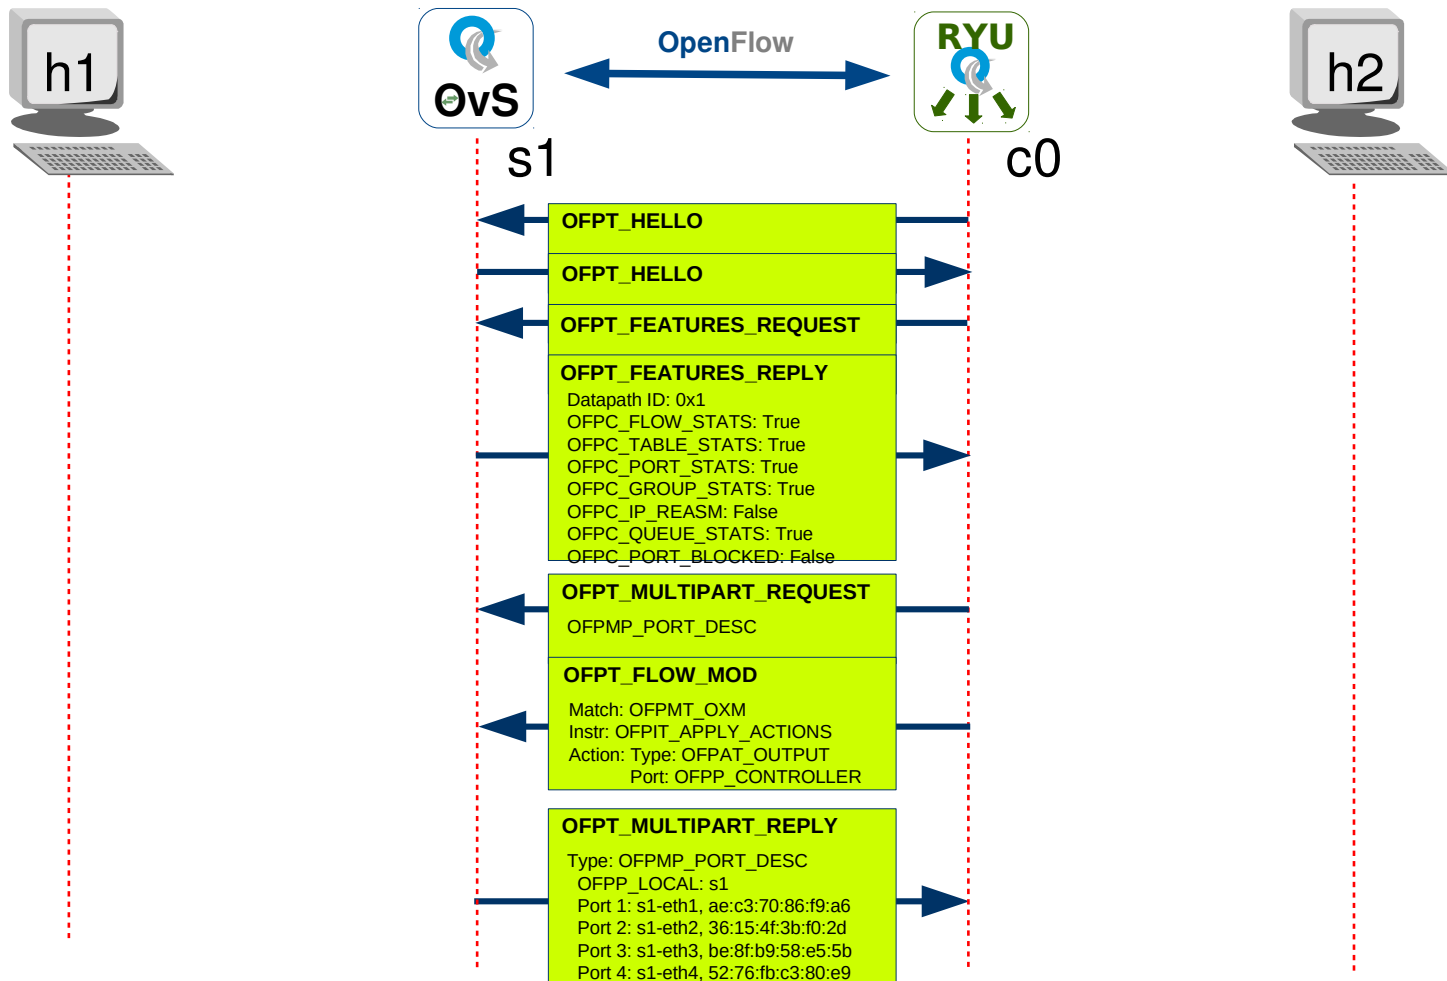 h1
OvS
s1
OpenFlow
RYU
c0
h2
OFPT_HELLO
OFPT_HELLO
OFPT_FEATURES_REQUEST
OFPT_FEATURES_REPLY
Datapath ID: 0x1
OFPC_FLOW_STATS: True
OFPC_TABLE_STATS: True
OFPC_PORT_STATS: True
OFPC_GROUP_STATS: True
OFPC_IP_REASM: False
OFPC_QUEUE_STATS: True
OFPC_PORT_BLOCKED: False
OFPT_MULTIPART_REQUEST
OFPMP_PORT_DESC
OFPT_FLOW_MOD
Match: OFPMT_OXM
Instr: OFPIT_APPLY_ACTIONS
Action: Type: OFPAT_OUTPUT
Port: OFPP_CONTROLLER
OFPT_MULTIPART_REPLY
Type: OFPMP_PORT_DESC
OFPP_LOCAL: s1
Port 1: s1-eth1, ae:c3:70:86:f9:a6
Port 2: s1-eth2, 36:15:4f:3b:f0:2d
Port 3: s1-eth3, be:8f:b9:58:e5:5b
Port 4: s1-eth4, 52:76:fb:c3:80:e9